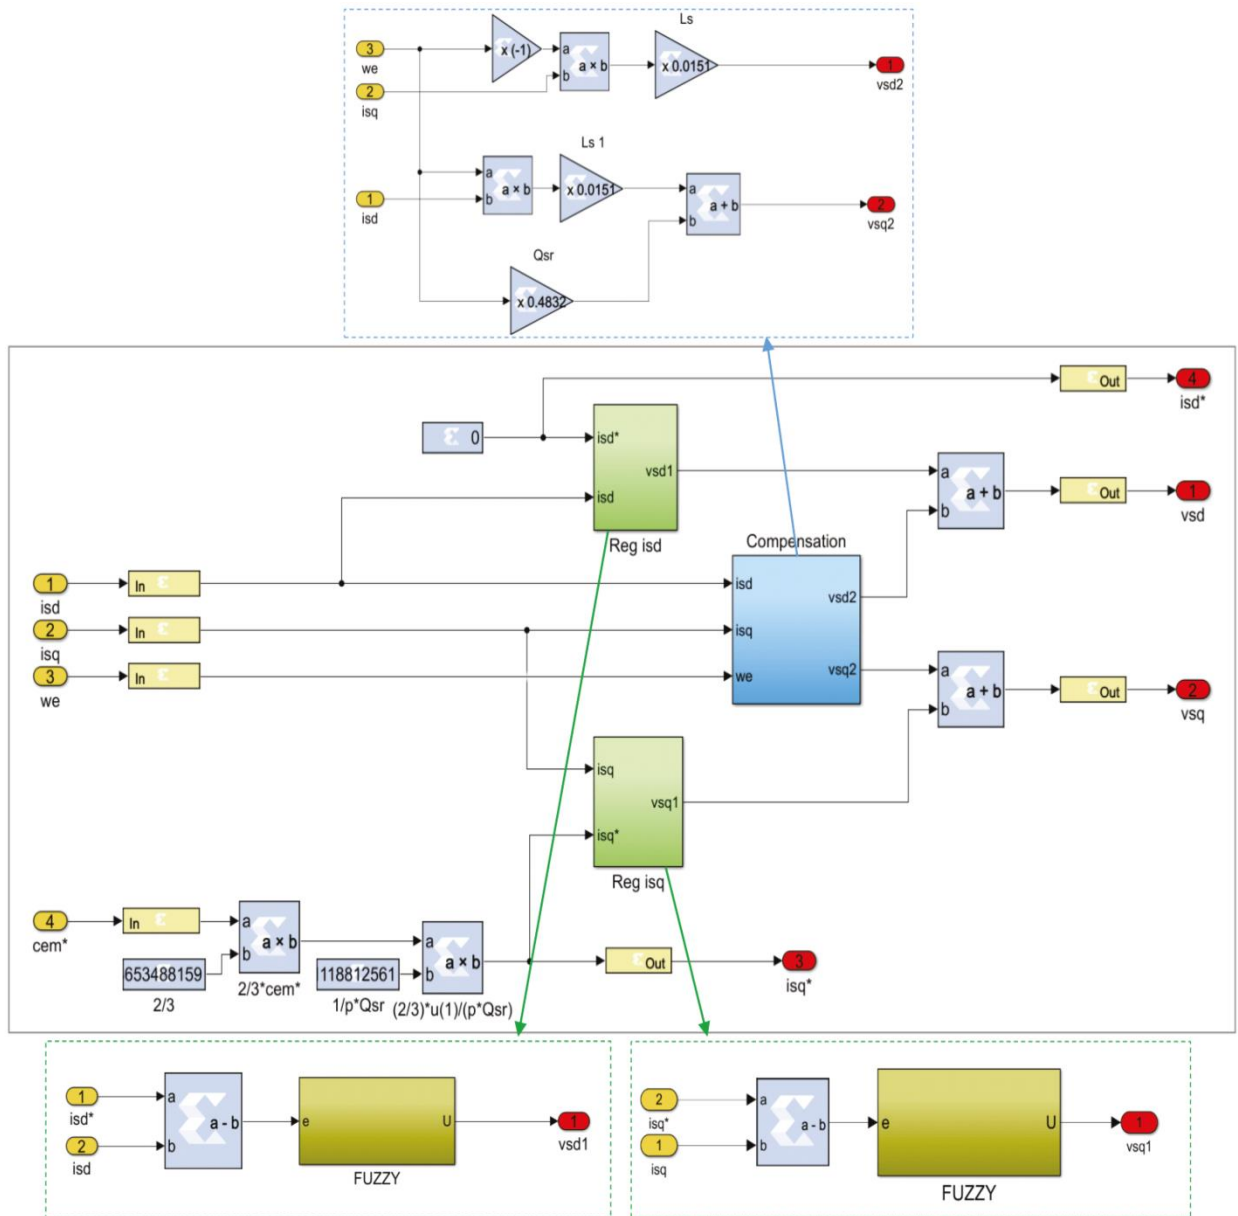 Ls
3
we
x (-1)
a
b
a × b
x 0.0151
1
vsd2
2
isq
Ls 1
a
b
a × b
x 0.0151
a
b
a + b
2
vsq2
1
isd
Qsr
x 0.4832
Out
4
isd*
0
isd*
isd
vsd1
Reg isd
a
b
a + b
Out
1
vsd
Compensation
1
isd
In
isd
vsd2
2
isq
In
isq
3
we
In
we
vsq2
a
b
a + b
Out
2
vsq
isq
isq*
vsq1
Reg isq
4
cem*
In
a
b
a × b
653488159
2/3
2/3*cem*
118812561
1/p*Qsr
a
b
a × b
(2/3)*u(1)/(p*Qsr)
Out
3
isq*
1
isd*
2
isd
a
b
a - b
e
U
FUZZY
1
vsd1
2
isq*
1
isq
a
b
a - b
e
U
FUZZY
1
vsq1